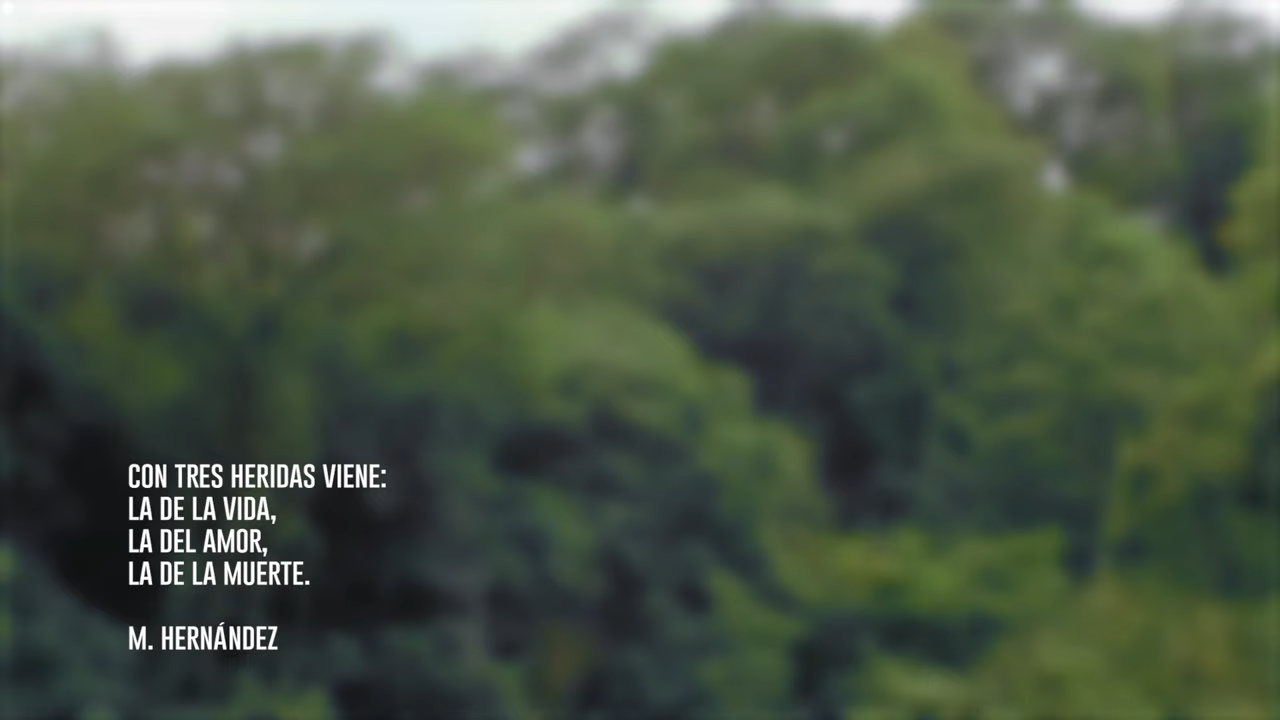 CON TRES HERIDAS VIENE:
LA DE LA VIDA,
LA DEL AMOR,
LA DE LA MUERTE.
M. HERNÁNDEZ